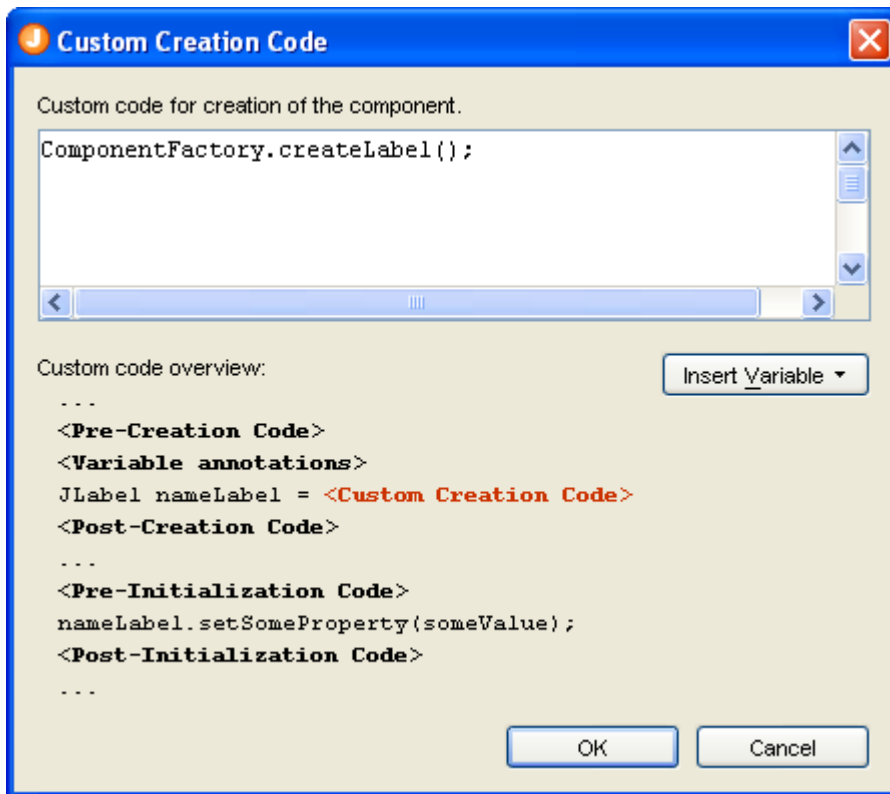 Custom Creation Code
Custom code for creation of the component.
ComponentFactory.createLabel();
Custom code overview:
Insert Variable
...
<Pre-Creation Code>
<Variable annotations>
JLabel nameLabel = <Custom Creation Code>
<Post-Creation Code>
...
<Pre-Initialization Code>
nameLabel.setSomeProperty(someValue);
<Post-Initialization Code>
...
OK
Cancel